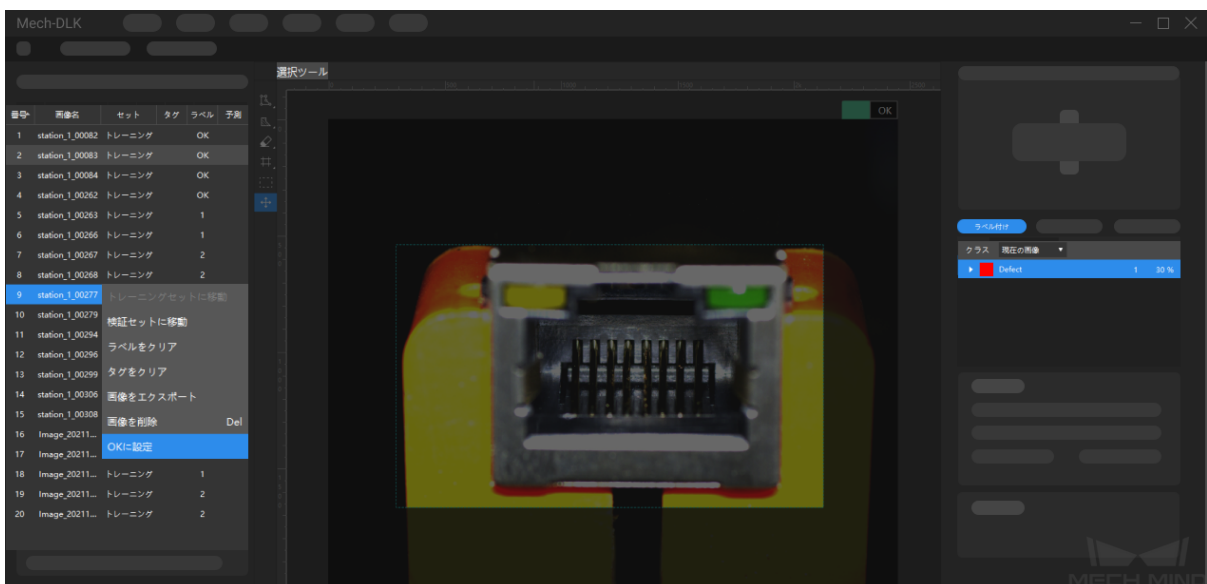 Mech-DLK
選択ツール
番号 画像名 セット タグ ラベル 予測
1 station_1_00082 トレーニング OK
2 station_1_00083 トレーニング OK
3 station_1_00084 トレーニング OK
4 station_1_00262 トレーニング OK
5 station_1_00263 トレーニング 1
6 station_1_00266 トレーニング 1
7 station_1_00267 トレーニング 2
8 station_1_00268 トレーニング 2
9 station_1_00277
10 station_1_00279
11 station_1_00294
12 station_1_00296
13 station_1_00299
14 station_1_00306
15 station_1_00308
16 Image_20211...
17 Image_20211...
18 Image_20211... トレーニング 1
19 Image_20211... トレーニング 2
20 Image_20211... トレーニング 2
トレーニングセットに移動
検証セットに移動
ラベルをクリア
タグをクリア
画像をエクスポート
画像を削除 Del
OKに設定
OK
ラベル付け
クラス 現在の画像
Defect 1 30 %
MECH MIND